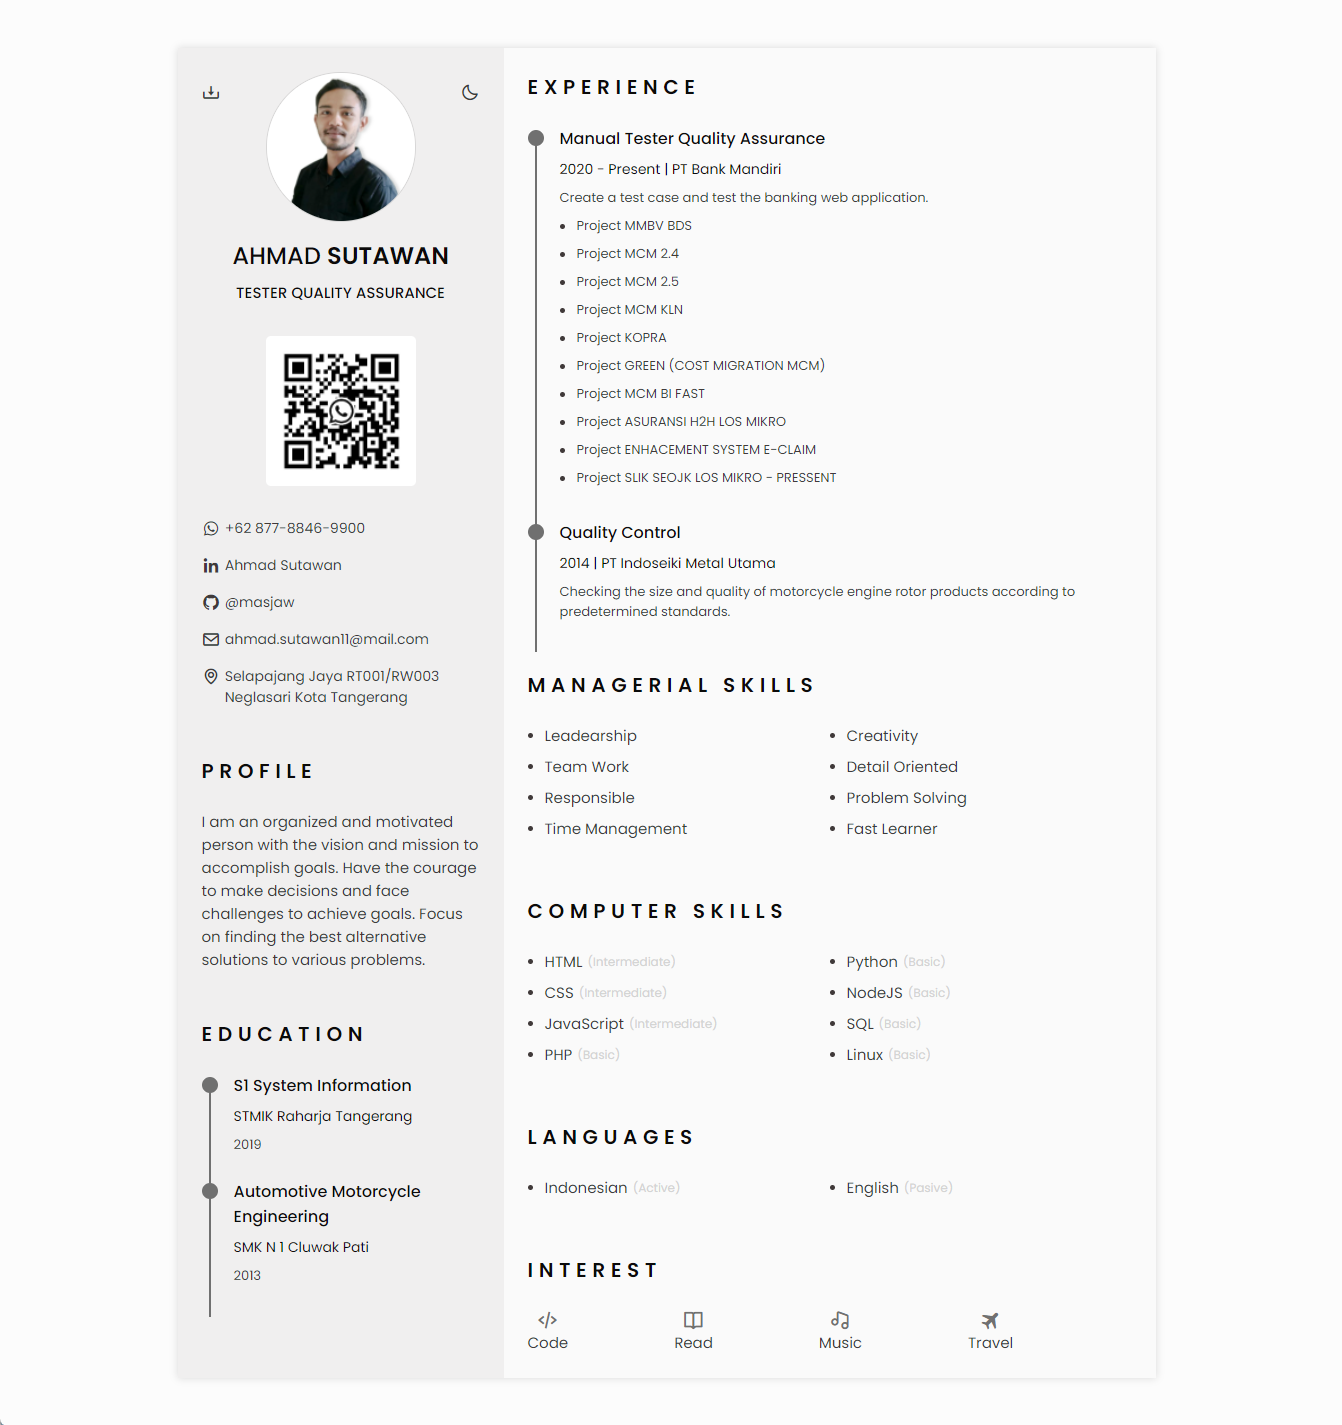 AHMAD SUTAWAN
TESTER QUALITY ASSURANCE
+62 877-8846-9900
Ahmad Sutawan
@masjaw
ahmad.sutawan11@mail.com
Selapajang Jaya RT001/RW003
Neglasari Kota Tangerang
PROFILE
I am an organized and motivated
person with the vision and mission to
accomplish goals. Have the courage
to make decisions and face
challenges to achieve goals. Focus
on finding the best alternative
solutions to various problems.
EDUCATION
S1 System Information
STMIK Raharja Tangerang
2019
Automotive Motorcycle
Engineering
SMK N 1 Cluwak Pati
2013
EXPERIENCE
Manual Tester Quality Assurance
2020 - Present | PT Bank Mandiri
Create a test case and test the banking web application.
Project MMBV BDS
Project MCM 2.4
Project MCM 2.5
Project MCM KLN
Project KOPRA
Project GREEN (COST MIGRATION MCM)
Project MCM BI FAST
Project ASURANSI H2H LOS MIKRO
Project ENHACEMENT SYSTEM E-CLAIM
Project SLIK SEOJK LOS MIKRO - PRESSENT
Quality Control
2014 | PT Indoseiki Metal Utama
Checking the size and quality of motorcycle engine rotor products according to
predetermined standards.
MANAGERIAL SKILLS
Leadearship
Team Work
Responsible
Time Management
Creativity
Detail Oriented
Problem Solving
Fast Learner
COMPUTER SKILLS
HTML (Intermediate)
CSS (Intermediate)
JavaScript (Intermediate)
PHP (Basic)
Python (Basic)
NodeJS (Basic)
SQL (Basic)
Linux (Basic)
LANGUAGES
Indonesian (Active)
English (Pasive)
INTEREST
Code
Read
Music
Travel